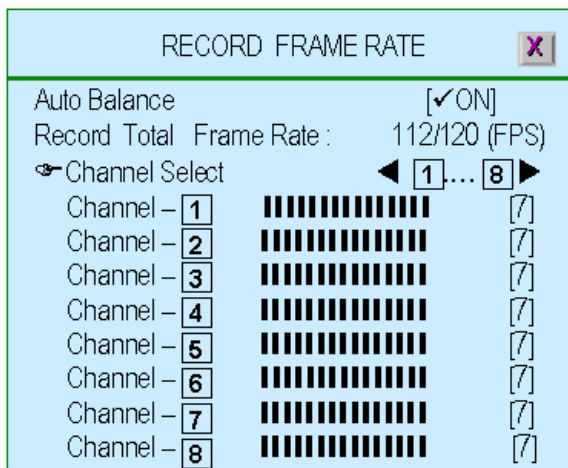 RECORD FRAME RATE X
Auto Balance [✓ON]
Record Total Frame Rate : 112/120 (FPS)
Channel Select 1 .... 8
Channel – 1 [7]
Channel – 2 [7]
Channel – 3 [7]
Channel – 4 [7]
Channel – 5 [7]
Channel – 6 [7]
Channel – 7 [7]
Channel – 8 [7]